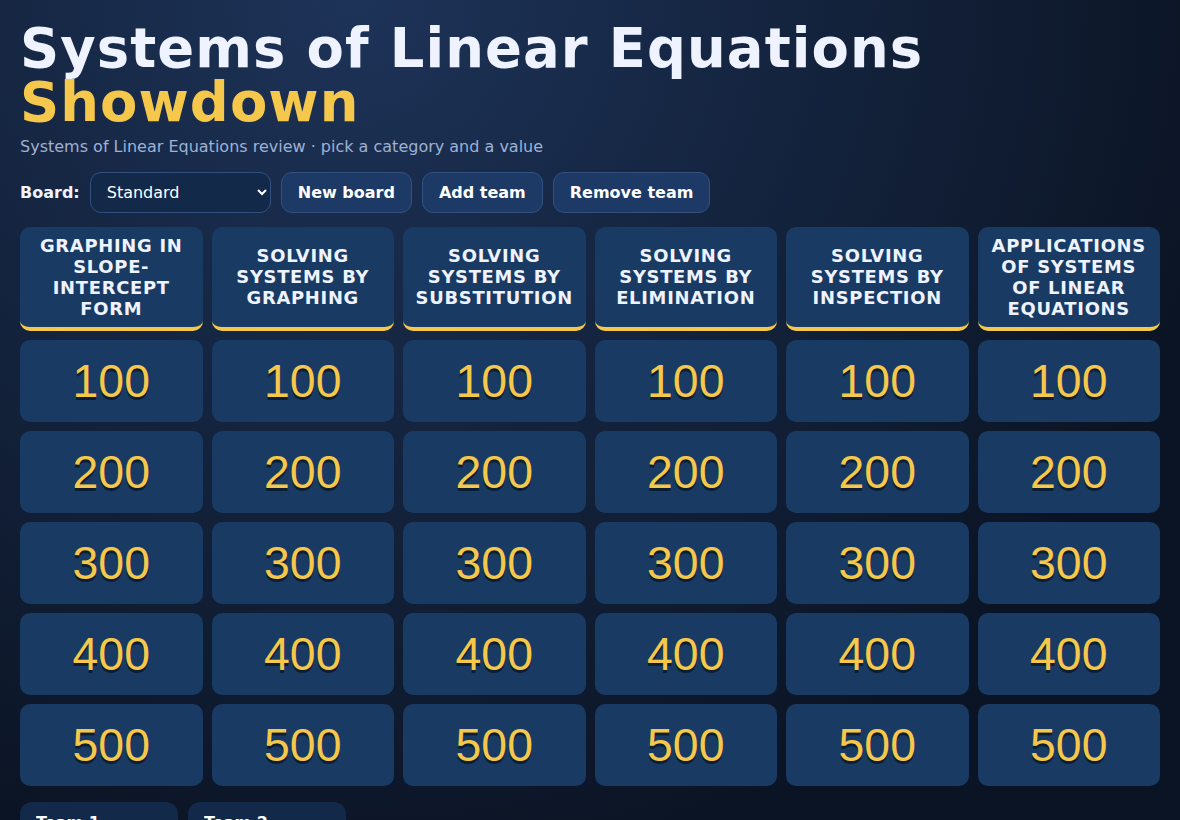 Systems of Linear Equations
Showdown
Systems of Linear Equations review · pick a category and a value
Board: Standard New board Add team Remove team
GRAPHING IN
SLOPE-
INTERCEPT
FORM
SOLVING
SYSTEMS BY
GRAPHING
SOLVING
SYSTEMS BY
SUBSTITUTION
SOLVING
SYSTEMS BY
ELIMINATION
SOLVING
SYSTEMS BY
INSPECTION
APPLICATIONS
OF SYSTEMS
OF LINEAR
EQUATIONS
100 100 100 100 100 100
200 200 200 200 200 200
300 300 300 300 300 300
400 400 400 400 400 400
500 500 500 500 500 500
Team 1 Team 2